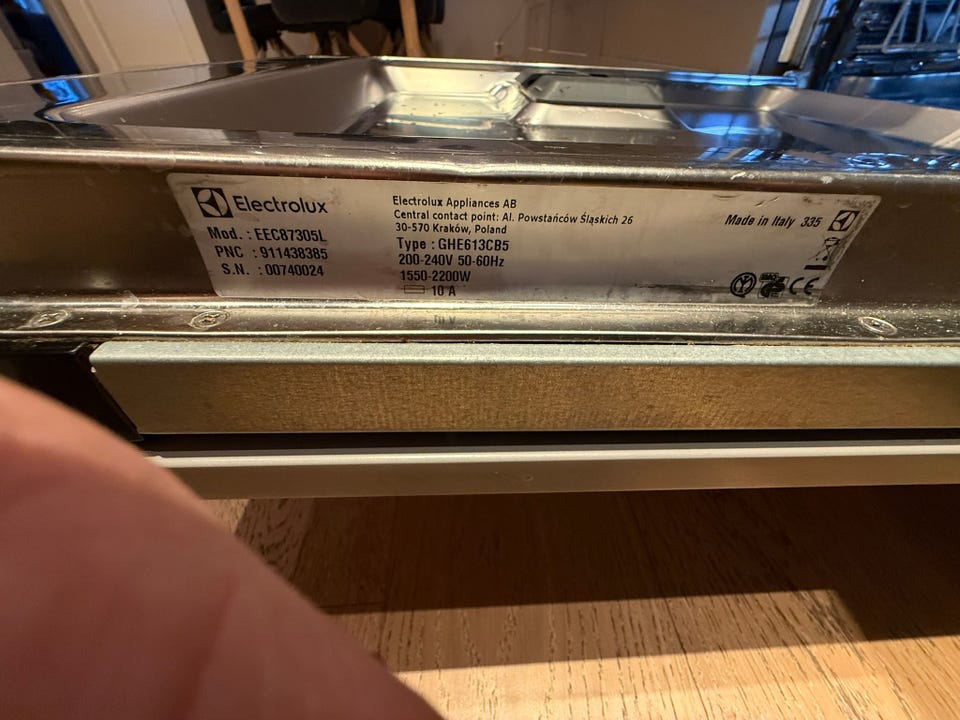 Electrolux
Mod. : EEC87305L
PNC : 911438385
S.N. : 00740024
Electrolux Appliances AB
Central contact point: Al. Powstańców Śląskich 26
30-570 Kraków, Poland
Type : GHE613CB5
200-240V 50-60Hz
1550-2200W
10 A
Made in Italy 335
CE